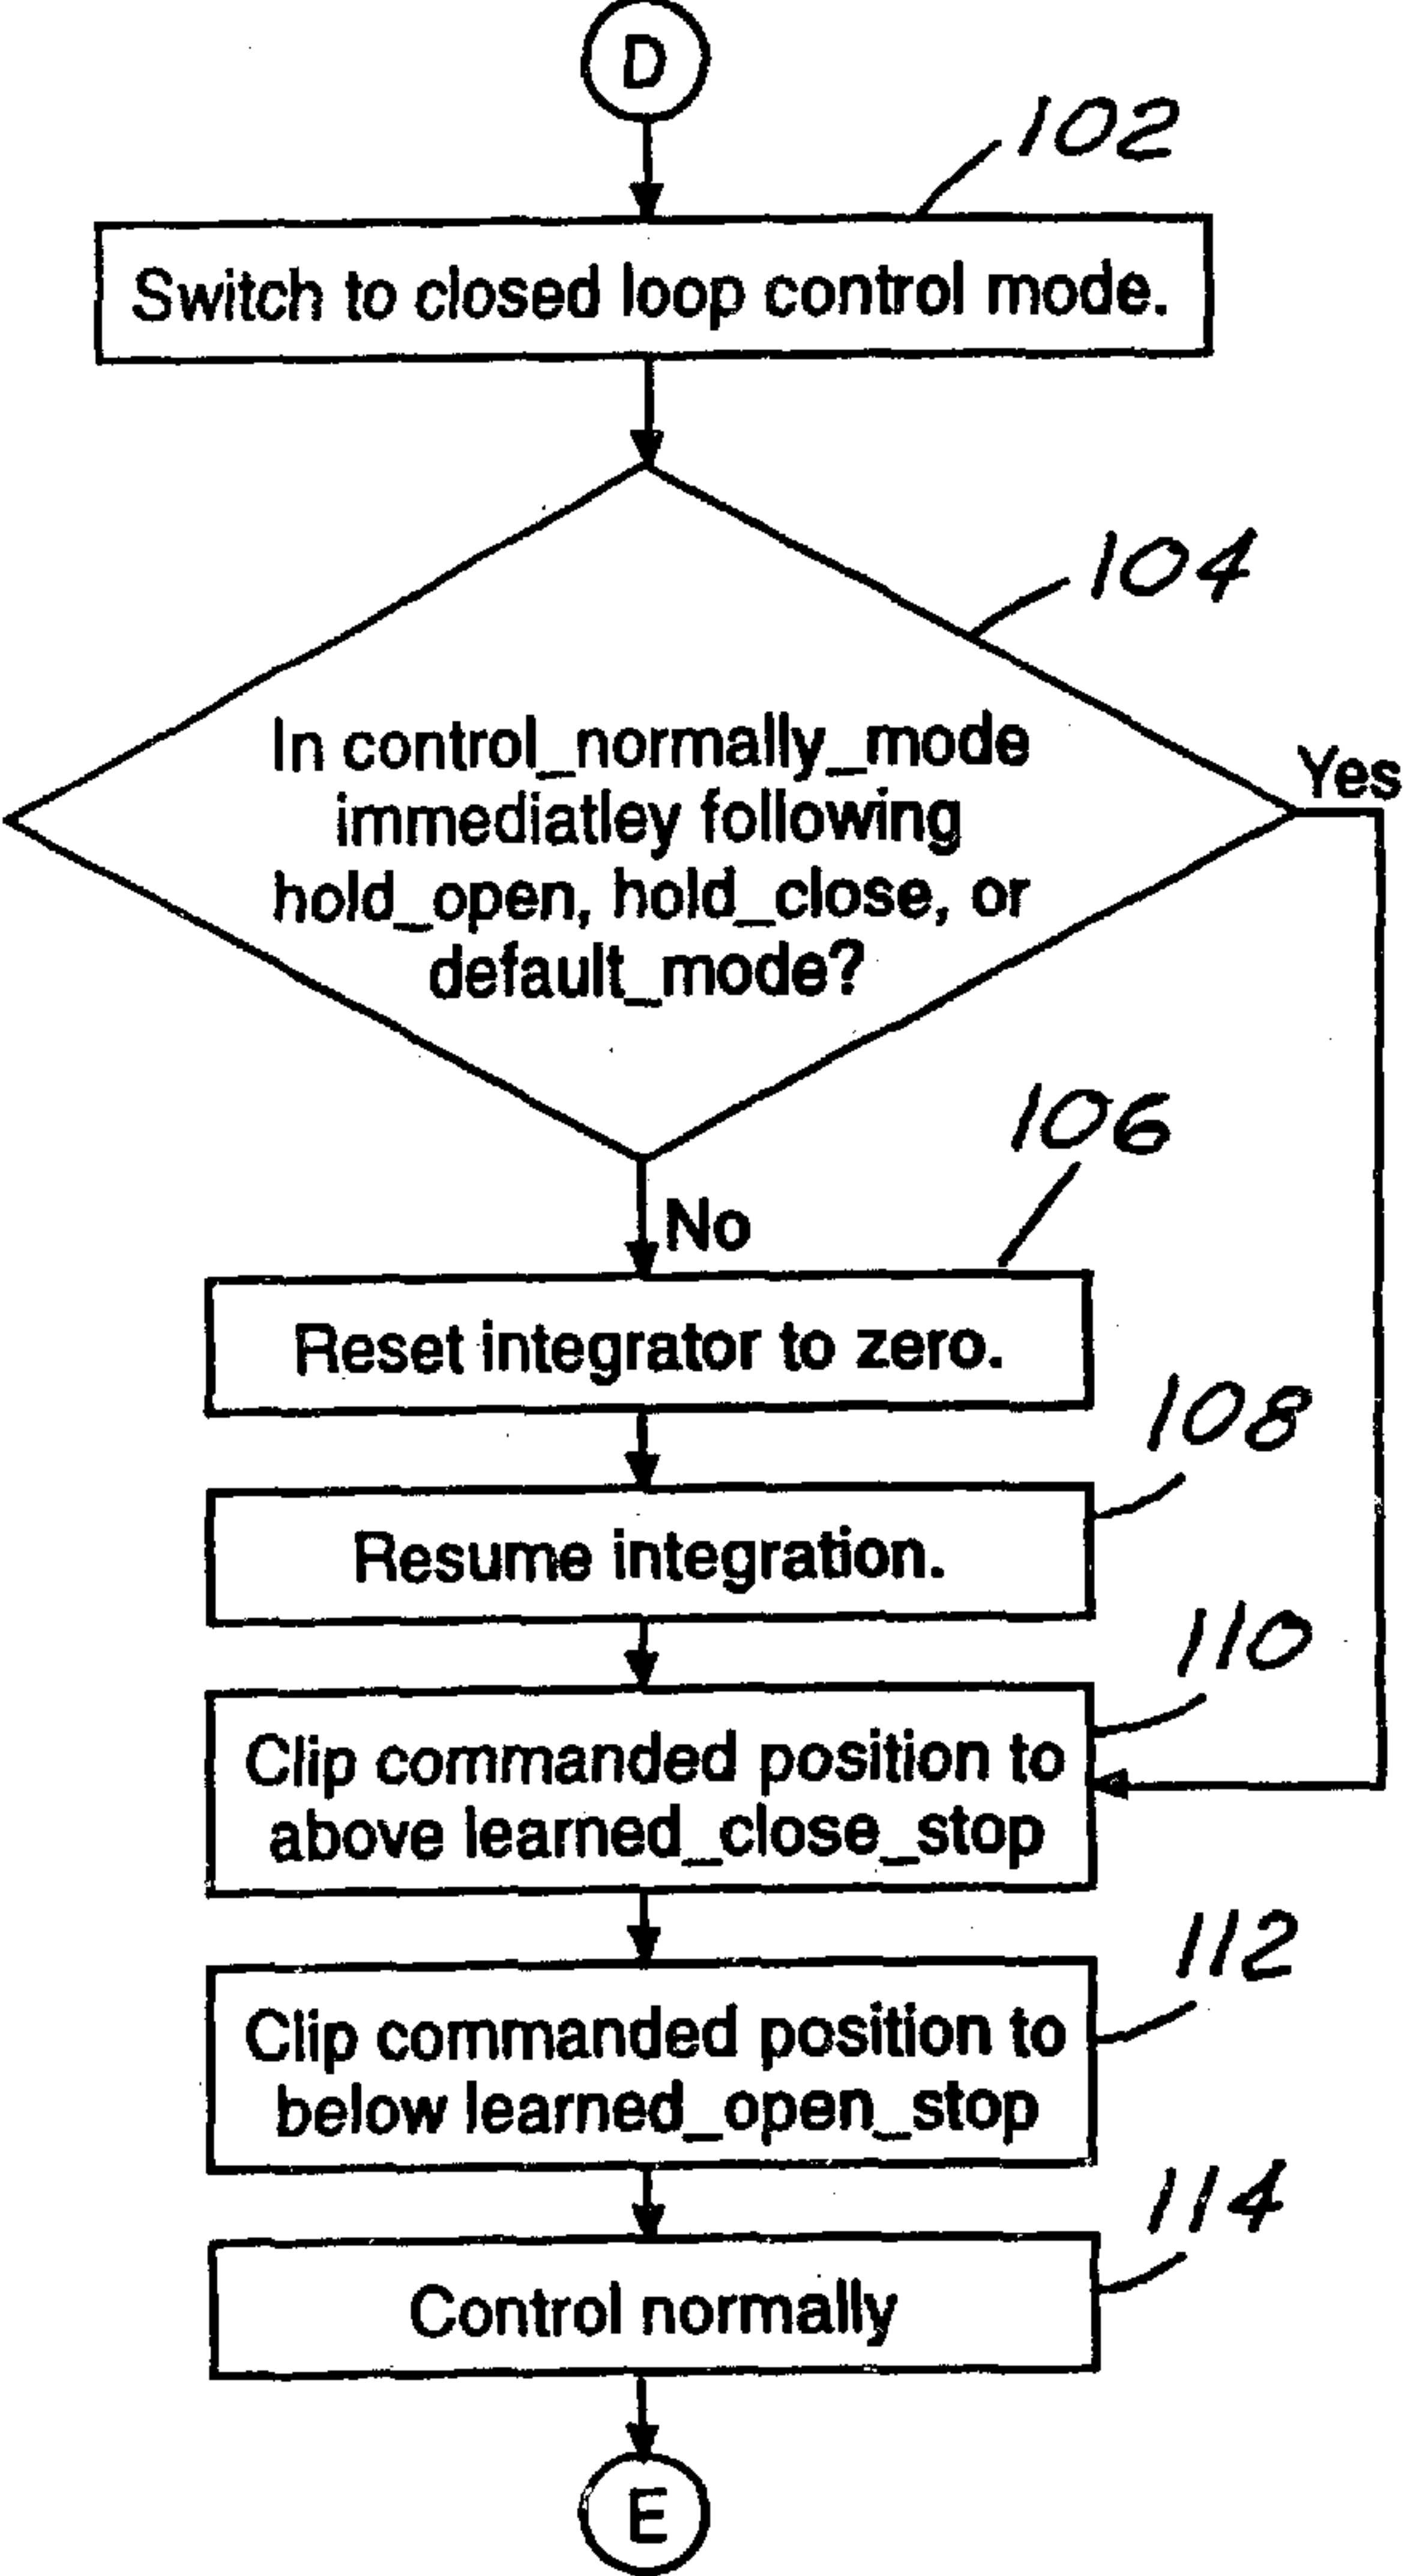 D
102
Switch to closed loop control mode.
104
In control_normally_mode
immediatley following
hold_open, hold_close, or
default_mode?
Yes
No
106
Reset integrator to zero.
108
Resume integration.
110
Clip commanded position to
above learned_close_stop
112
Clip commanded position to
below learned_open_stop
114
Control normally
E